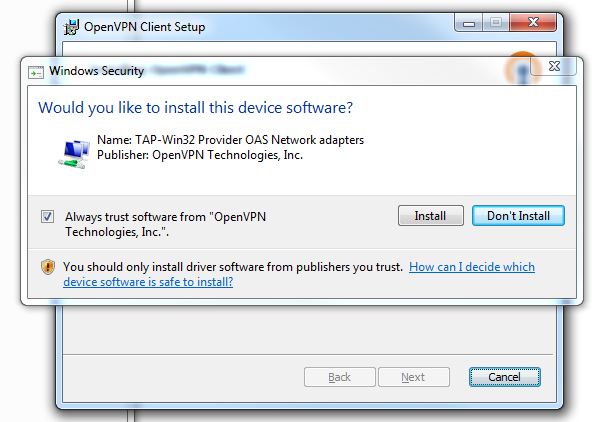 OpenVPN Client Setup
Windows Security
Would you like to install this device software?
Name: TAP-Win32 Provider OAS Network adapters
Publisher: OpenVPN Technologies, Inc.
Always trust software from "OpenVPN
Technologies, Inc.".
Install
Don't Install
You should only install driver software from publishers you trust. How can I decide which
device software is safe to install?
Back
Next
Cancel